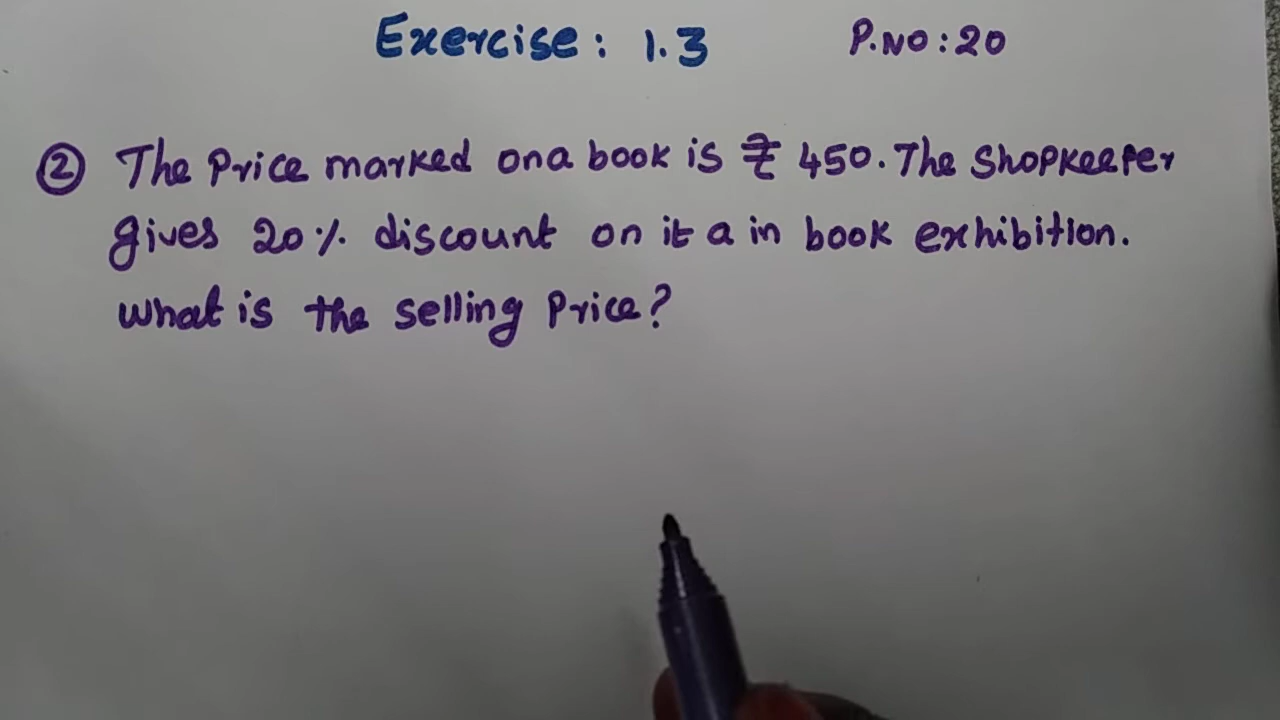 Exercise: 1.3 P.NO:20
② The Price marked on a book is ₹ 450. The Shopkeeper
gives 20% discount on it a in book exhibition.
What is the selling Price?